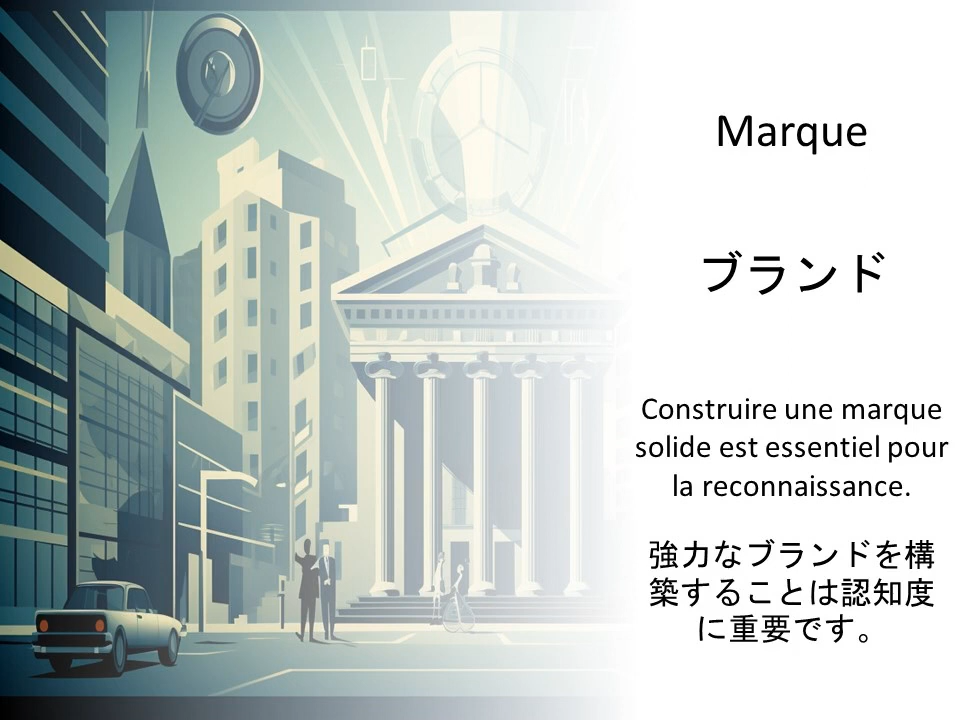 Marque
ブランド
Construire une marque
solide est essentiel pour
la reconnaissance.
強力なブランドを構
築することは認知度
に重要です。